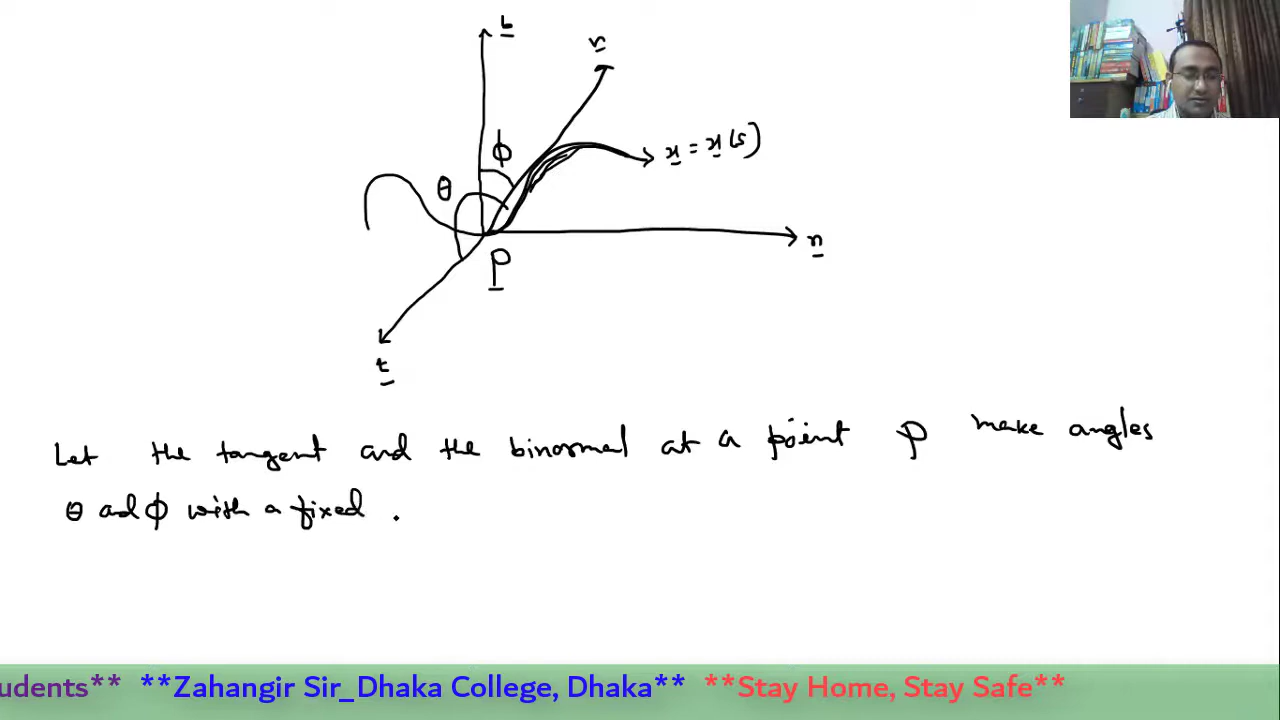 b
r
ϕ
x = x(s)
θ
n
P
t
Let the tangent and the binormal at a point P make angles
θ and ϕ with a fixed
udents** **Zahangir Sir_Dhaka College, Dhaka** **Stay Home, Stay Safe**